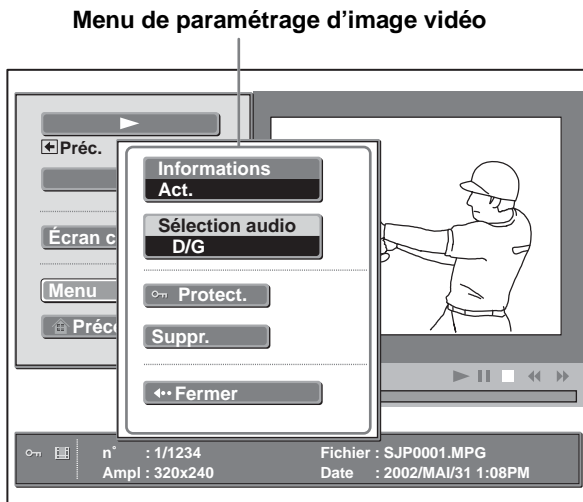 Menu de paramétrage d'image vidéo
Préc.
Informations
Act.
Sélection audio
D/G
Écran c
Protect.
Menu
Préc
Suppr.
Fermer
n° : 1/1234 Fichier : SJP0001.MPG
Ampl : 320x240 Date : 2002/MAI/31 1:08PM